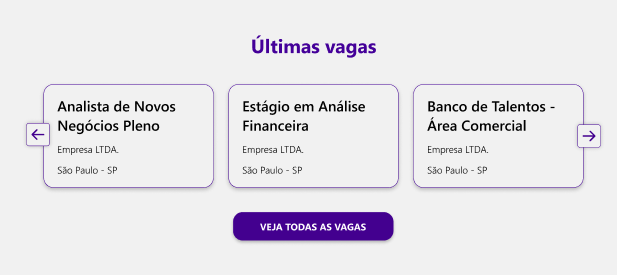 Últimas vagas
Analista de Novos
Negócios Pleno
Empresa LTDA.
São Paulo - SP
Estágio em Análise
Financeira
Empresa LTDA.
São Paulo - SP
Banco de Talentos -
Área Comercial
Empresa LTDA.
São Paulo - SP
VEJA TODAS AS VAGAS